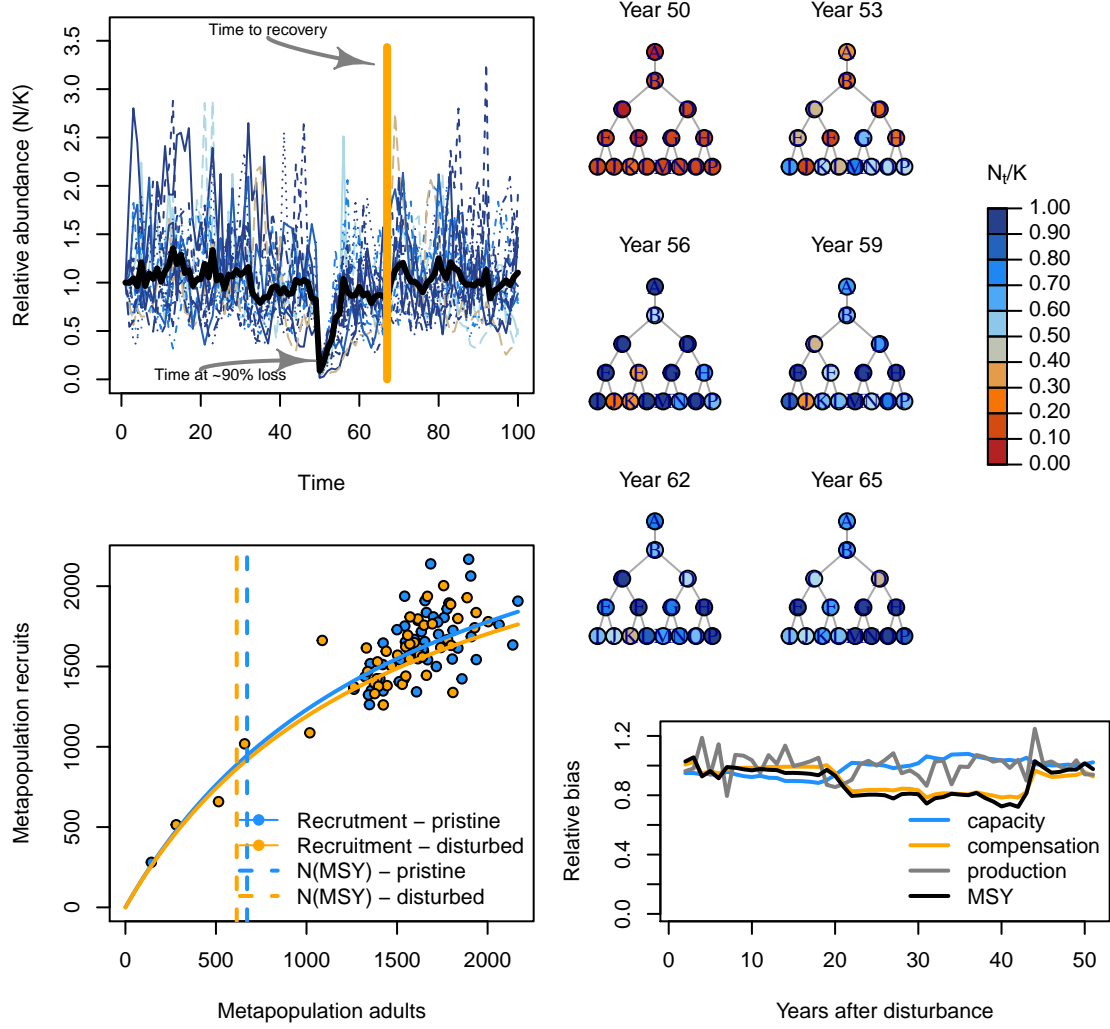 Relative abundance (N/K)
3.5
3.0
2.5
2.0
1.5
1.0
0.5
0.0
Time to recovery
Time at ~90% loss
0 20 40 60 80 100
Time
Year 50
A
B
E F G H
K M N O P
Year 53
A
B
E F G H
I J K L M N O P
Year 56
A
B
E F G H
I J K L M N O P
Year 59
A
B
E F G H
I J K L M N O P
Year 62
A
B
E F G H
I J K L M N O P
Year 65
A
B
E F G H
I J K L M N O P
Nt/K
1.00
0.90
0.80
0.70
0.60
0.50
0.40
0.30
0.20
0.10
0.00
Metapopulation recruits
2000
1500
1000
500
0
Recrutment – pristine
Recruitment – disturbed
N(MSY) – pristine
N(MSY) – disturbed
0 500 1000 1500 2000
Metapopulation adults
Relative bias
1.2
0.8
0.4
0.0
capacity
compensation
production
MSY
0 10 20 30 40 50
Years after disturbance